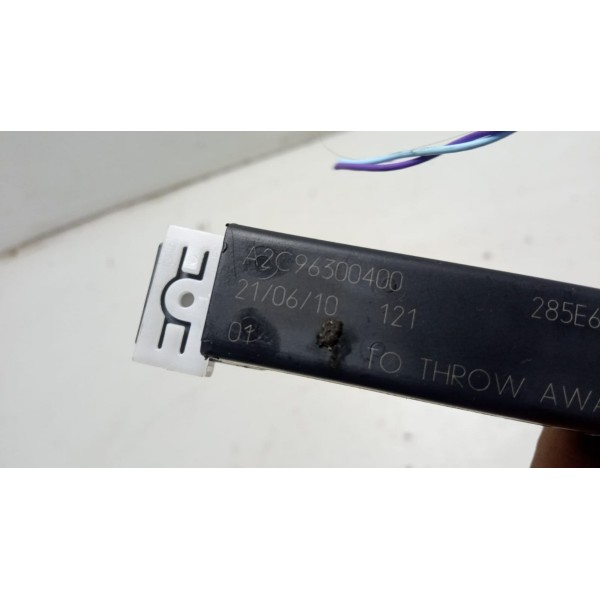 A2C96300400
21/06/10 121 285E6
01
TO THROW AWA